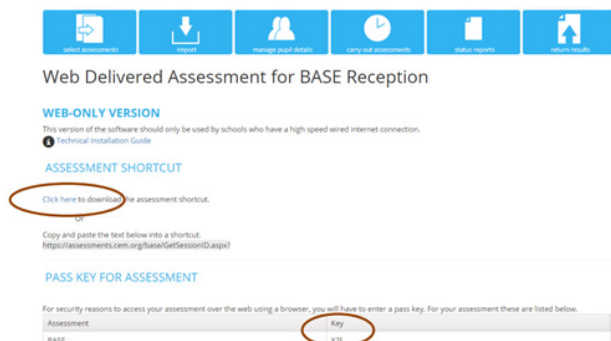 select assessments
import
manage pupil details
carry out assessments
status reports
return results
Web Delivered Assessment for BASE Reception
WEB-ONLY VERSION
This version of the software should only be used by schools who have a high speed wired internet connection.
Technical Installation Guide
ASSESSMENT SHORTCUT
Click here to download the assessment shortcut.
Or
Copy and paste the text below into a shortcut.
https://assessments.cem.org/base/GetSessionID.aspx?
PASS KEY FOR ASSESSMENT
For security reasons to access your assessment over the web using a browser, you will have to enter a pass key. For your assessment these are listed below.
Assessment Key
BASE